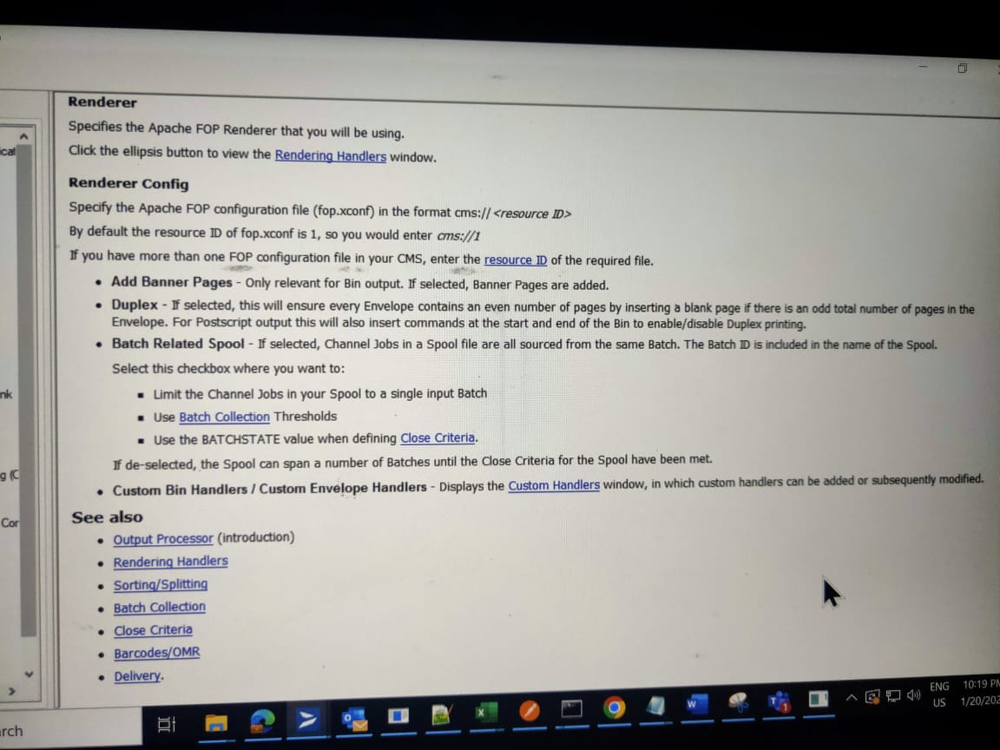 Renderer
Specifies the Apache FOP Renderer that you will be using.
Click the ellipsis button to view the Rendering Handlers window.
Renderer Config
Specify the Apache FOP configuration file (fop.xconf) in the format cms:// <resource ID>
By default the resource ID of fop.xconf is 1, so you would enter cms://1
If you have more than one FOP configuration file in your CMS, enter the resource ID of the required file.
• Add Banner Pages - Only relevant for Bin output. If selected, Banner Pages are added.
• Duplex - If selected, this will ensure every Envelope contains an even number of pages by inserting a blank page if there is an odd total number of pages in the
Envelope. For Postscript output this will also insert commands at the start and end of the Bin to enable/disable Duplex printing.
• Batch Related Spool - If selected, Channel Jobs in a Spool file are all sourced from the same Batch. The Batch ID is included in the name of the Spool.
Select this checkbox where you want to:
▪ Limit the Channel Jobs in your Spool to a single input Batch
▪ Use Batch Collection Thresholds
▪ Use the BATCHSTATE value when defining Close Criteria.
If de-selected, the Spool can span a number of Batches until the Close Criteria for the Spool have been met.
• Custom Bin Handlers / Custom Envelope Handlers - Displays the Custom Handlers window, in which custom handlers can be added or subsequently modified.
See also
• Output Processor (introduction)
• Rendering Handlers
• Sorting/Splitting
• Batch Collection
• Close Criteria
• Barcodes/OMR
• Delivery.
ical
nk
g (C
Cor
rch
ENG
US
10:19 PM
1/20/202